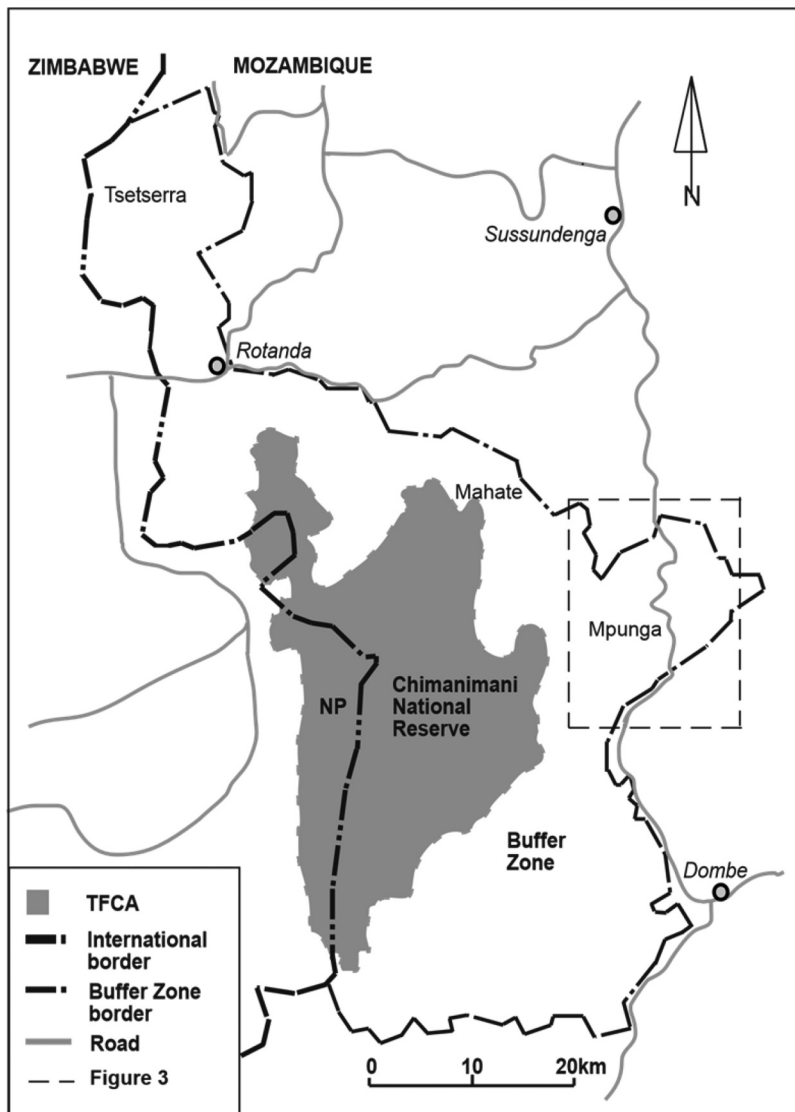 ZIMBABWE
MOZAMBIQUE
Tsetserra
N
Sussundenga
Rotanda
Mahate
Mpunga
NP
Chimanimani
National
Reserve
Buffer
Zone
Dombe
TFCA
International
border
Buffer Zone
border
Road
Figure 3
0 10 20km